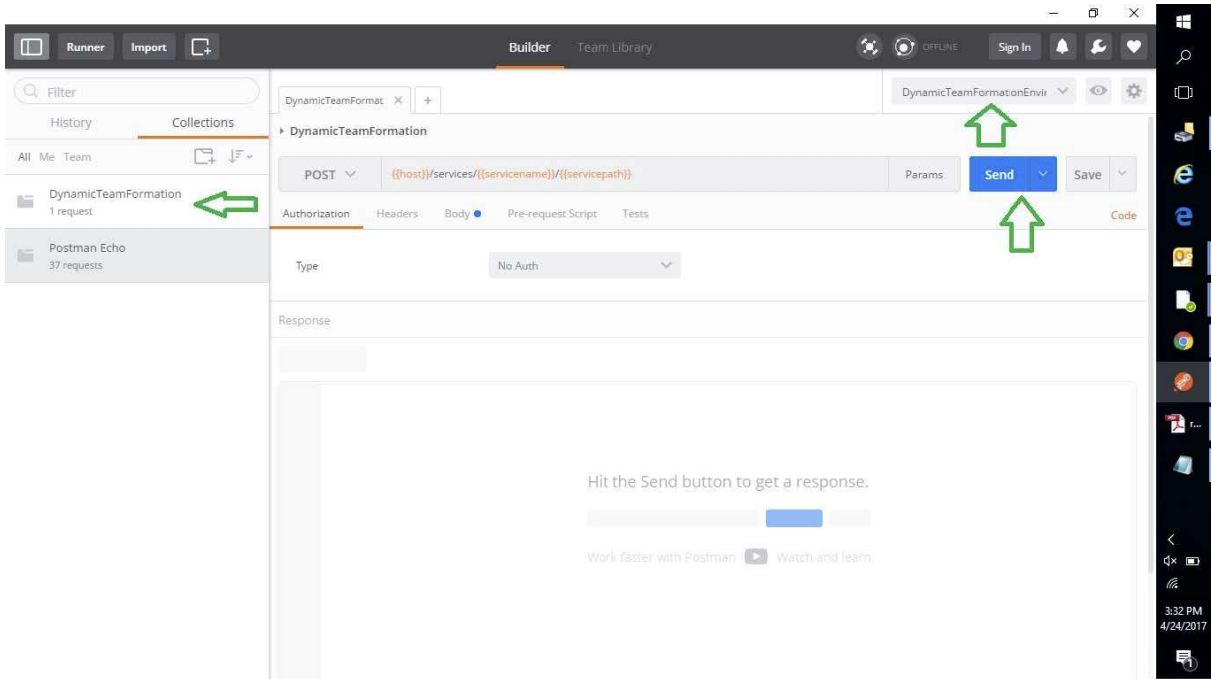 Runner Import Builder Team Library OFFLINE Sign In
Filter
History Collections
All Me Team
DynamicTeamFormation
1 request
Postman Echo
37 requests
DynamicTeamFormat × + DynamicTeamFormationEnvir
DynamicTeamFormation
POST {{host}}/services/{{servicename}}/{{servicepath}} Params Send Save
Authorization Headers Body Pre-request Script Tests Code
Type No Auth
Response
Hit the Send button to get a response.
Work faster with Postman Watch and learn
r...
3:32 PM
4/24/2017
1